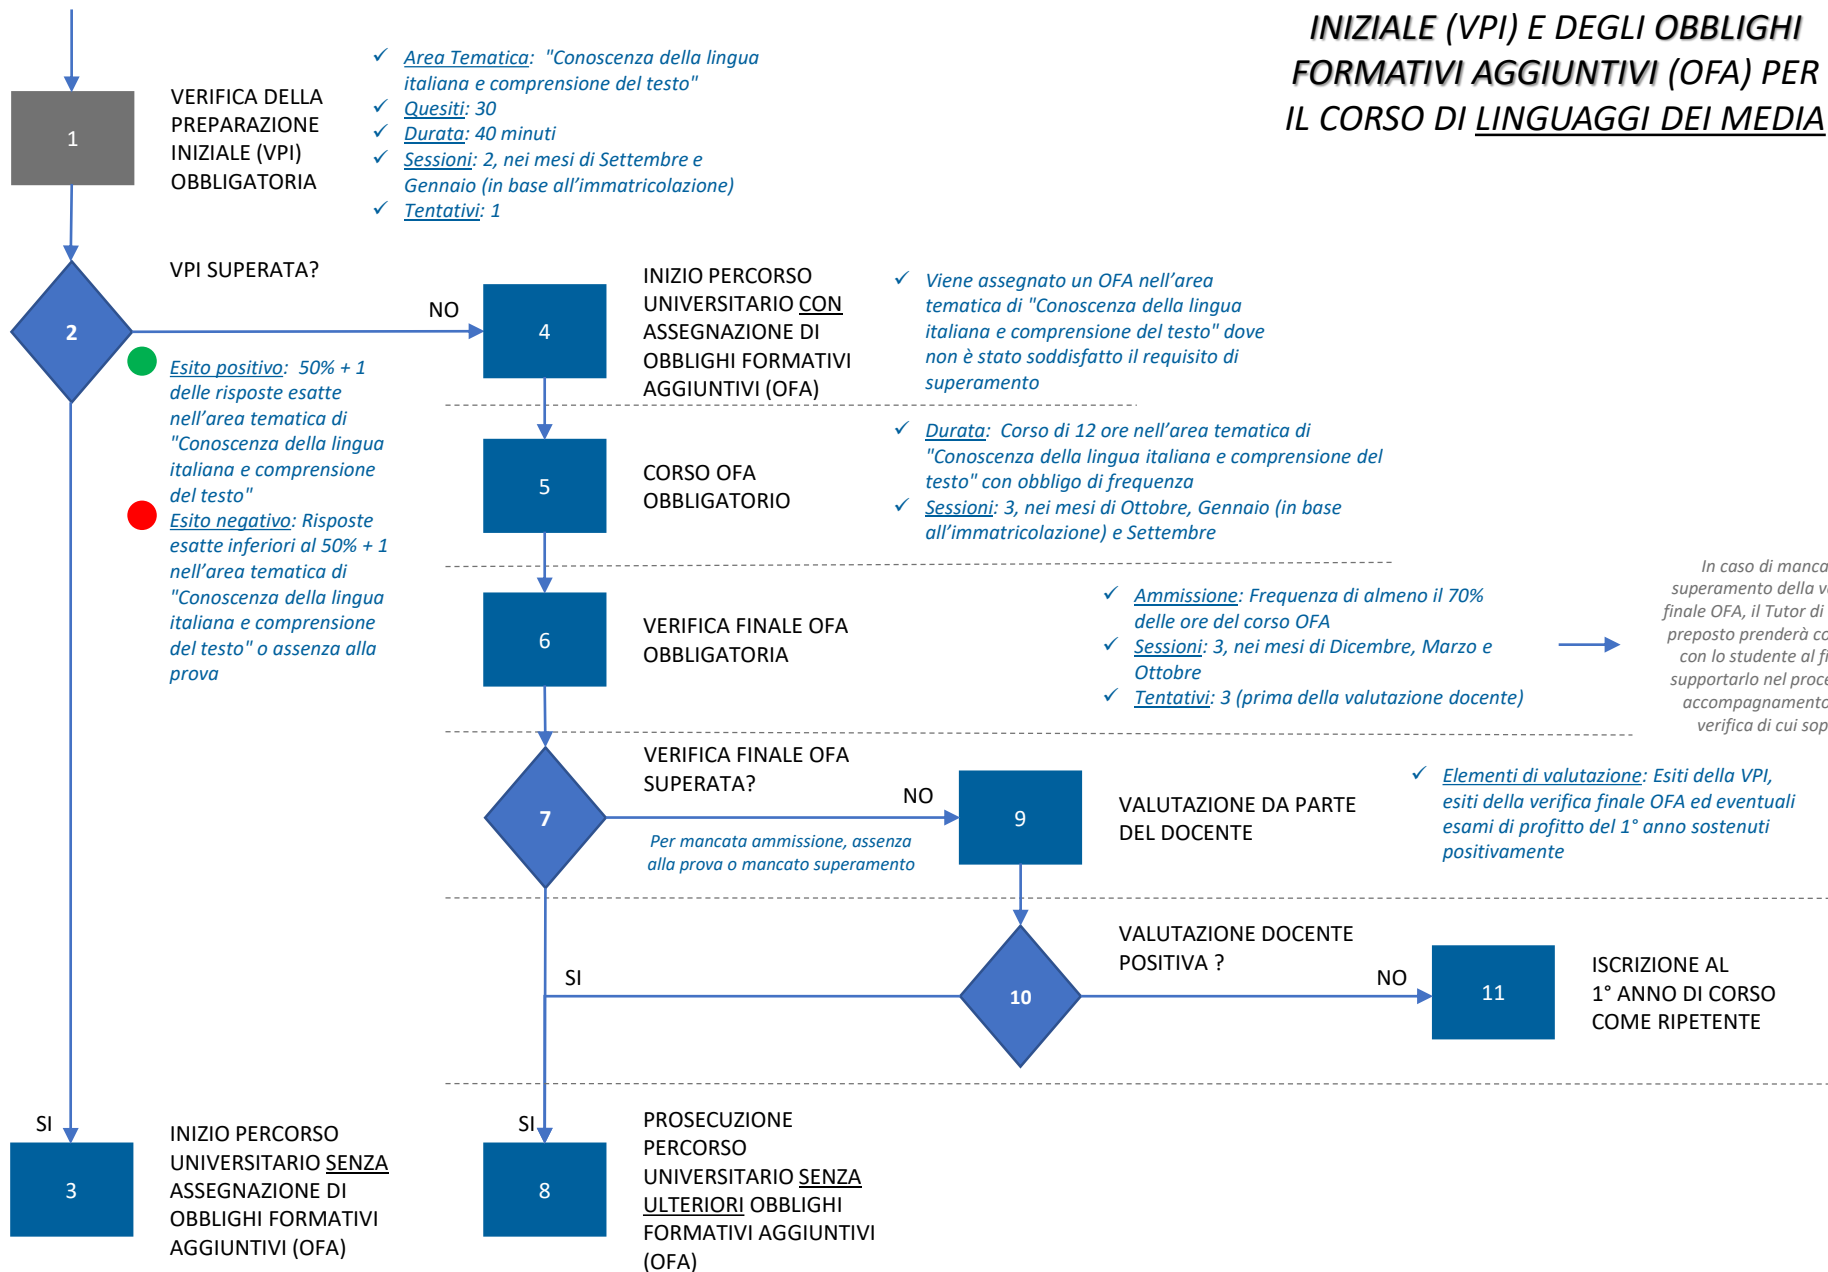 INIZIALE (VPI) E DEGLI OBBLIGHI
FORMATIVI AGGIUNTIVI (OFA) PER
IL CORSO DI LINGUAGGI DEI MEDIA
1
VERIFICA DELLA
PREPARAZIONE
INIZIALE (VPI)
OBBLIGATORIA
✓ Area Tematica: "Conoscenza della lingua
italiana e comprensione del testo"
✓ Quesiti: 30
✓ Durata: 40 minuti
✓ Sessioni: 2, nei mesi di Settembre e
Gennaio (in base all'immatricolazione)
✓ Tentativi: 1
2
VPI SUPERATA?
NO
Esito positivo: 50% + 1
delle risposte esatte
nell'area tematica di
"Conoscenza della lingua
italiana e comprensione
del testo"
Esito negativo: Risposte
esatte inferiori al 50% + 1
nell'area tematica di
"Conoscenza della lingua
italiana e comprensione
del testo" o assenza alla
prova
4
INIZIO PERCORSO
UNIVERSITARIO CON
ASSEGNAZIONE DI
OBBLIGHI FORMATIVI
AGGIUNTIVI (OFA)
✓ Viene assegnato un OFA nell'area
tematica di "Conoscenza della lingua
italiana e comprensione del testo" dove
non è stato soddisfatto il requisito di
superamento
5
CORSO OFA
OBBLIGATORIO
✓ Durata: Corso di 12 ore nell'area tematica di
"Conoscenza della lingua italiana e comprensione del
testo" con obbligo di frequenza
✓ Sessioni: 3, nei mesi di Ottobre, Gennaio (in base
all'immatricolazione) e Settembre
6
VERIFICA FINALE OFA
OBBLIGATORIA
✓ Ammissione: Frequenza di almeno il 70%
delle ore del corso OFA
✓ Sessioni: 3, nei mesi di Dicembre, Marzo e
Ottobre
✓ Tentativi: 3 (prima della valutazione docente)
In caso di manca
superamento della v
finale OFA, il Tutor di
preposto prenderà co
con lo studente al fi
supportarlo nel proce
accompagnamento
verifica di cui sop
7
VERIFICA FINALE OFA
SUPERATA?
NO
Per mancata ammissione, assenza
alla prova o mancato superamento
9
VALUTAZIONE DA PARTE
DEL DOCENTE
✓ Elementi di valutazione: Esiti della VPI,
esiti della verifica finale OFA ed eventuali
esami di profitto del 1° anno sostenuti
positivamente
10
VALUTAZIONE DOCENTE
POSITIVA ?
SI
NO
11
ISCRIZIONE AL
1° ANNO DI CORSO
COME RIPETENTE
SI
3
INIZIO PERCORSO
UNIVERSITARIO SENZA
ASSEGNAZIONE DI
OBBLIGHI FORMATIVI
AGGIUNTIVI (OFA)
SI
8
PROSECUZIONE
PERCORSO
UNIVERSITARIO SENZA
ULTERIORI OBBLIGHI
FORMATIVI AGGIUNTIVI
(OFA)